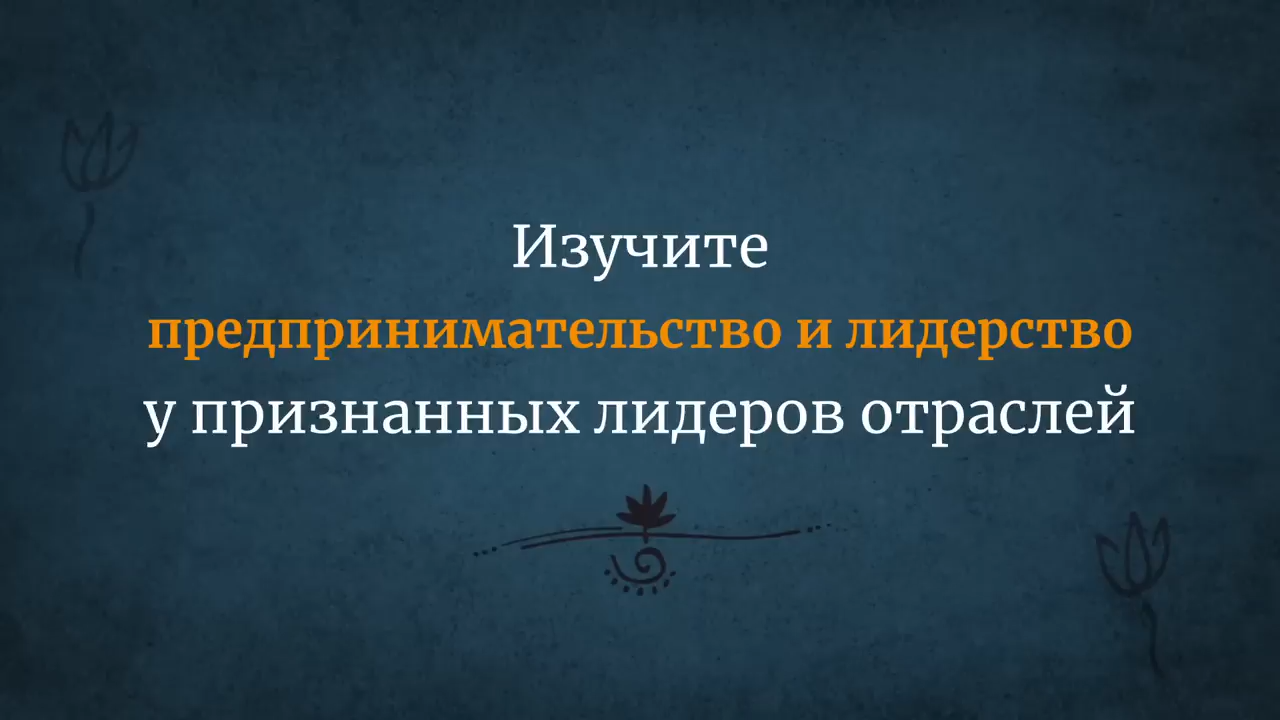 Изучите
предпринимательство и лидерство
у признанных лидеров отраслей